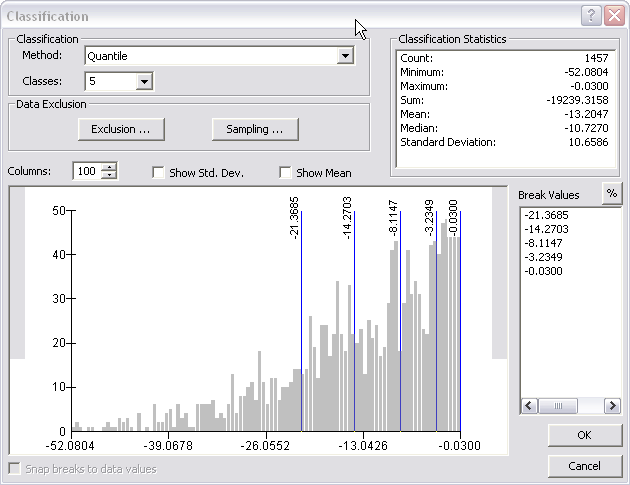 Classification
Classification
Method: Quantile
Classes: 5
Data Exclusion
Exclusion ...
Sampling ...
Classification Statistics
Count: 1457
Minimum: -52.0804
Maximum: -0.0300
Sum: -19239.3158
Mean: -13.2047
Median: -10.7270
Standard Deviation: 10.6586
Columns: 100
Show Std. Dev.
Show Mean
Break Values
%
-21.3685
-14.2703
-8.1147
-3.2349
-0.0300
50
40
30
20
10
0
-21.3685
-14.2703
-8.1147
-3.2349
-0.0300
-52.0804 -39.0678 -26.0552 -13.0426 -0.0300
Snap breaks to data values
OK
Cancel